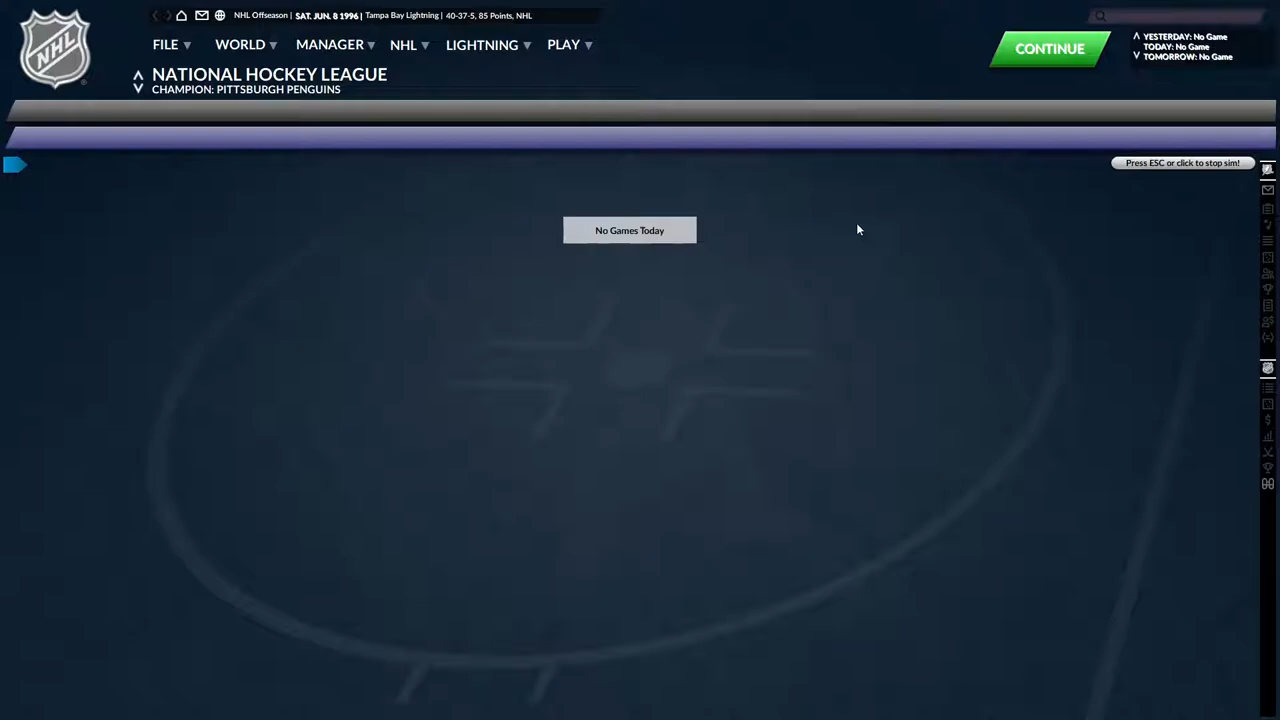 NHL Offseason | SAT. JUN. 8 1996 | Tampa Bay Lightning | 40-37-5, 85 Points, NHL
FILE WORLD MANAGER NHL LIGHTNING PLAY
CONTINUE
YESTERDAY: No Game
TODAY: No Game
TOMORROW: No Game
NHL
NATIONAL HOCKEY LEAGUE
CHAMPION: PITTSBURGH PENGUINS
Press ESC or click to stop sim!
No Games Today